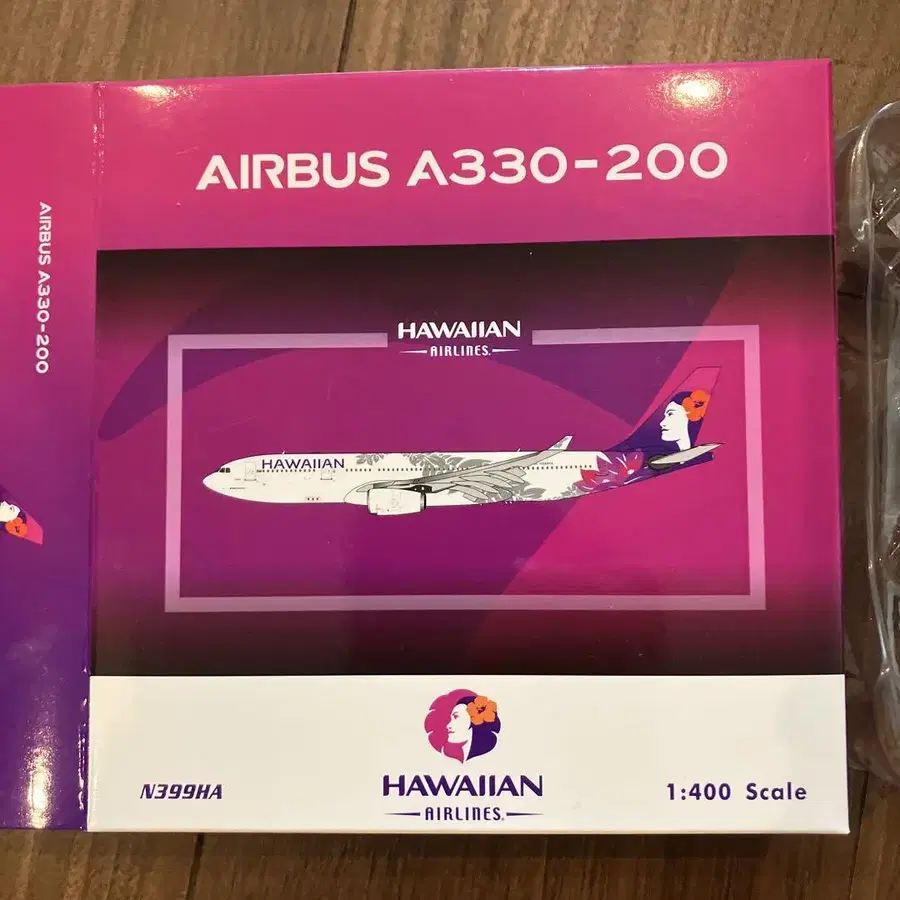 AIRBUS A330-200
AIRBUS A330-200
HAWAIIAN
AIRLINES.
HAWAIIAN
N399HA
HAWAIIAN
AIRLINES.
1:400 Scale